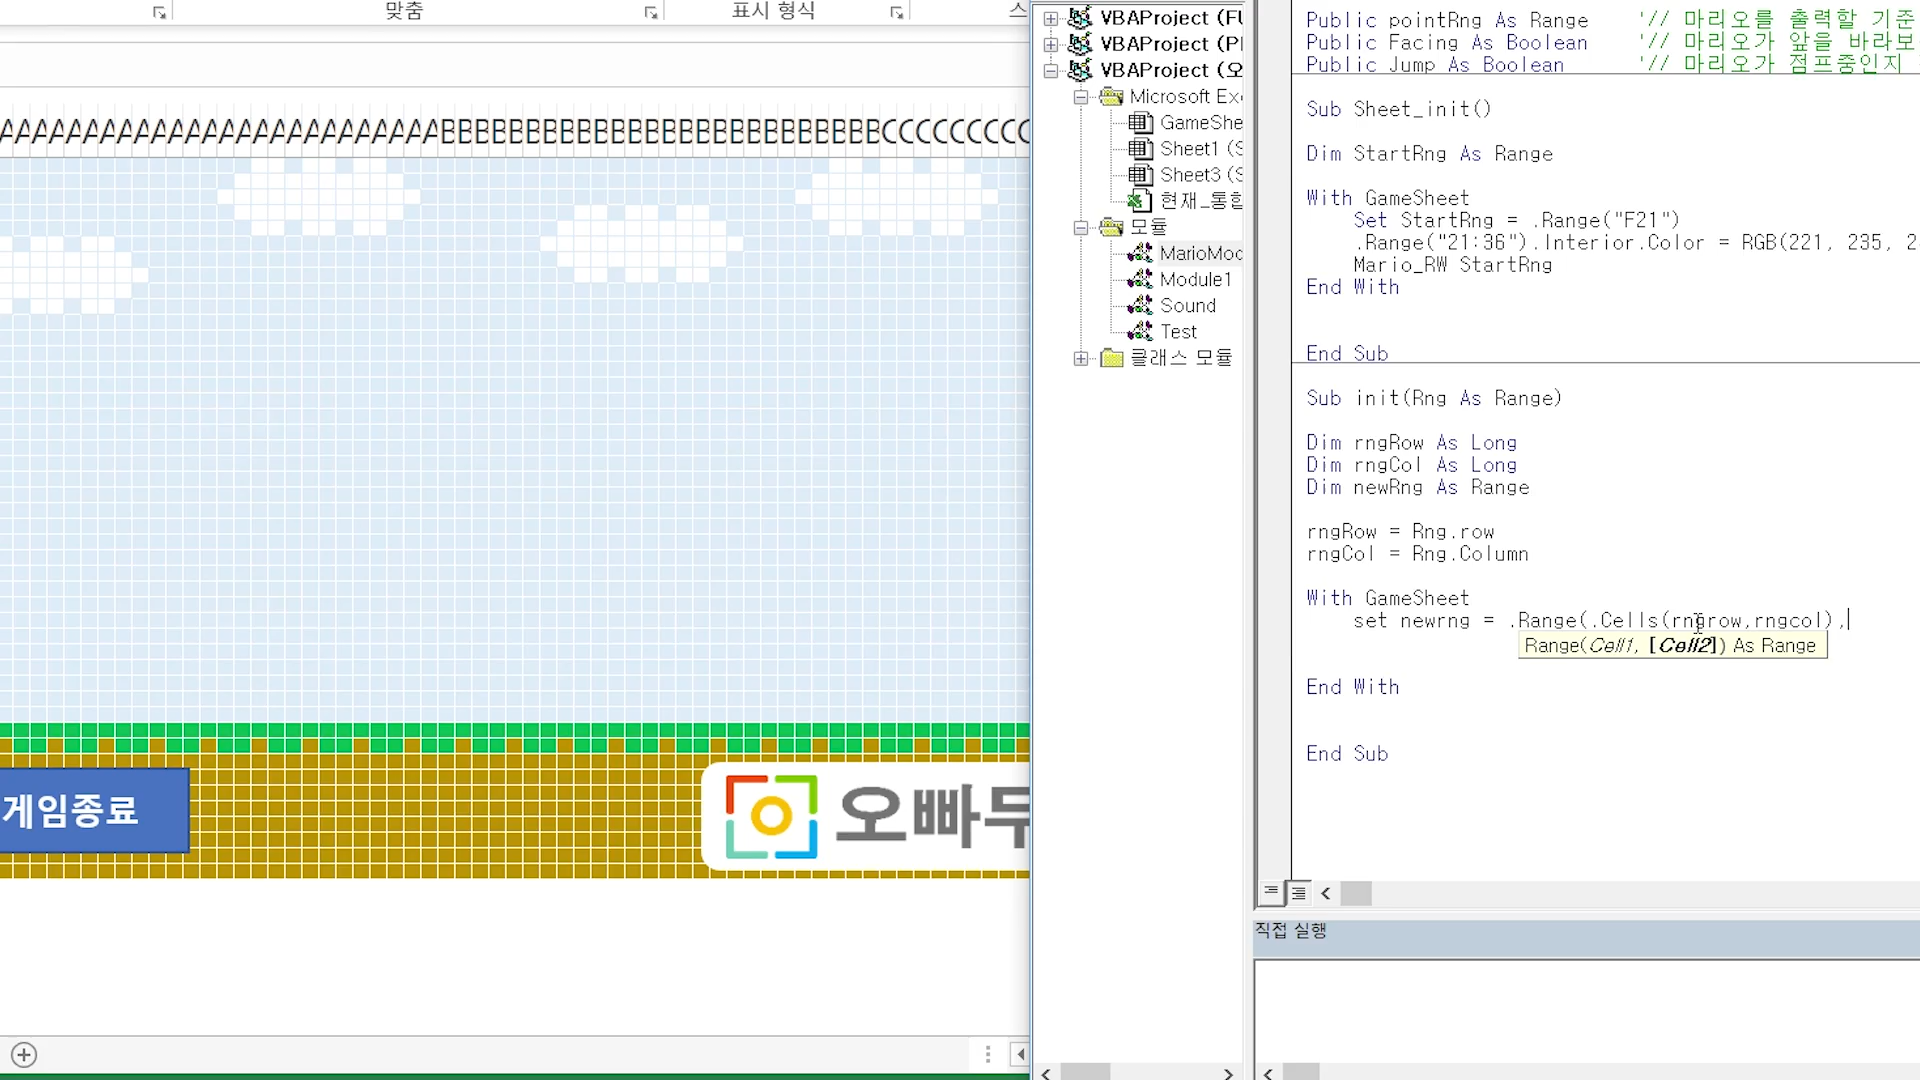 맞춤
표시 형식
AAAAAAAAAAAAAAAAAAAAAAAAAABBBBBBBBBBBBBBBBBBBBBBBBBBCCCCCCCCC
게임종료
오빠두
VBAProject (FU
VBAProject (P
VBAProject (오
Microsoft Exc
GameShe
Sheet1 (S
Sheet3 (S
현재_통합
모듈
MarioMod
Module1
Sound
Test
클래스 모듈
Public pointRng As Range '// 마리오를 출력할 기준
Public Facing As Boolean '// 마리오가 앞을 바라보
Public Jump As Boolean '// 마리오가 점프중인지
Sub Sheet_init()
Dim StartRng As Range
With GameSheet
Set StartRng = .Range("F21")
.Range("21:36").Interior.Color = RGB(221, 235, 2
Mario_RW StartRng
End With
End Sub
Sub init(Rng As Range)
Dim rngRow As Long
Dim rngCol As Long
Dim newRng As Range
rngRow = Rng.row
rngCol = Rng.Column
With GameSheet
set newrng = .Range(.Cells(rngrow,rngcol),
Range(Cell1, [Cell2]) As Range
End With
End Sub
직접 실행